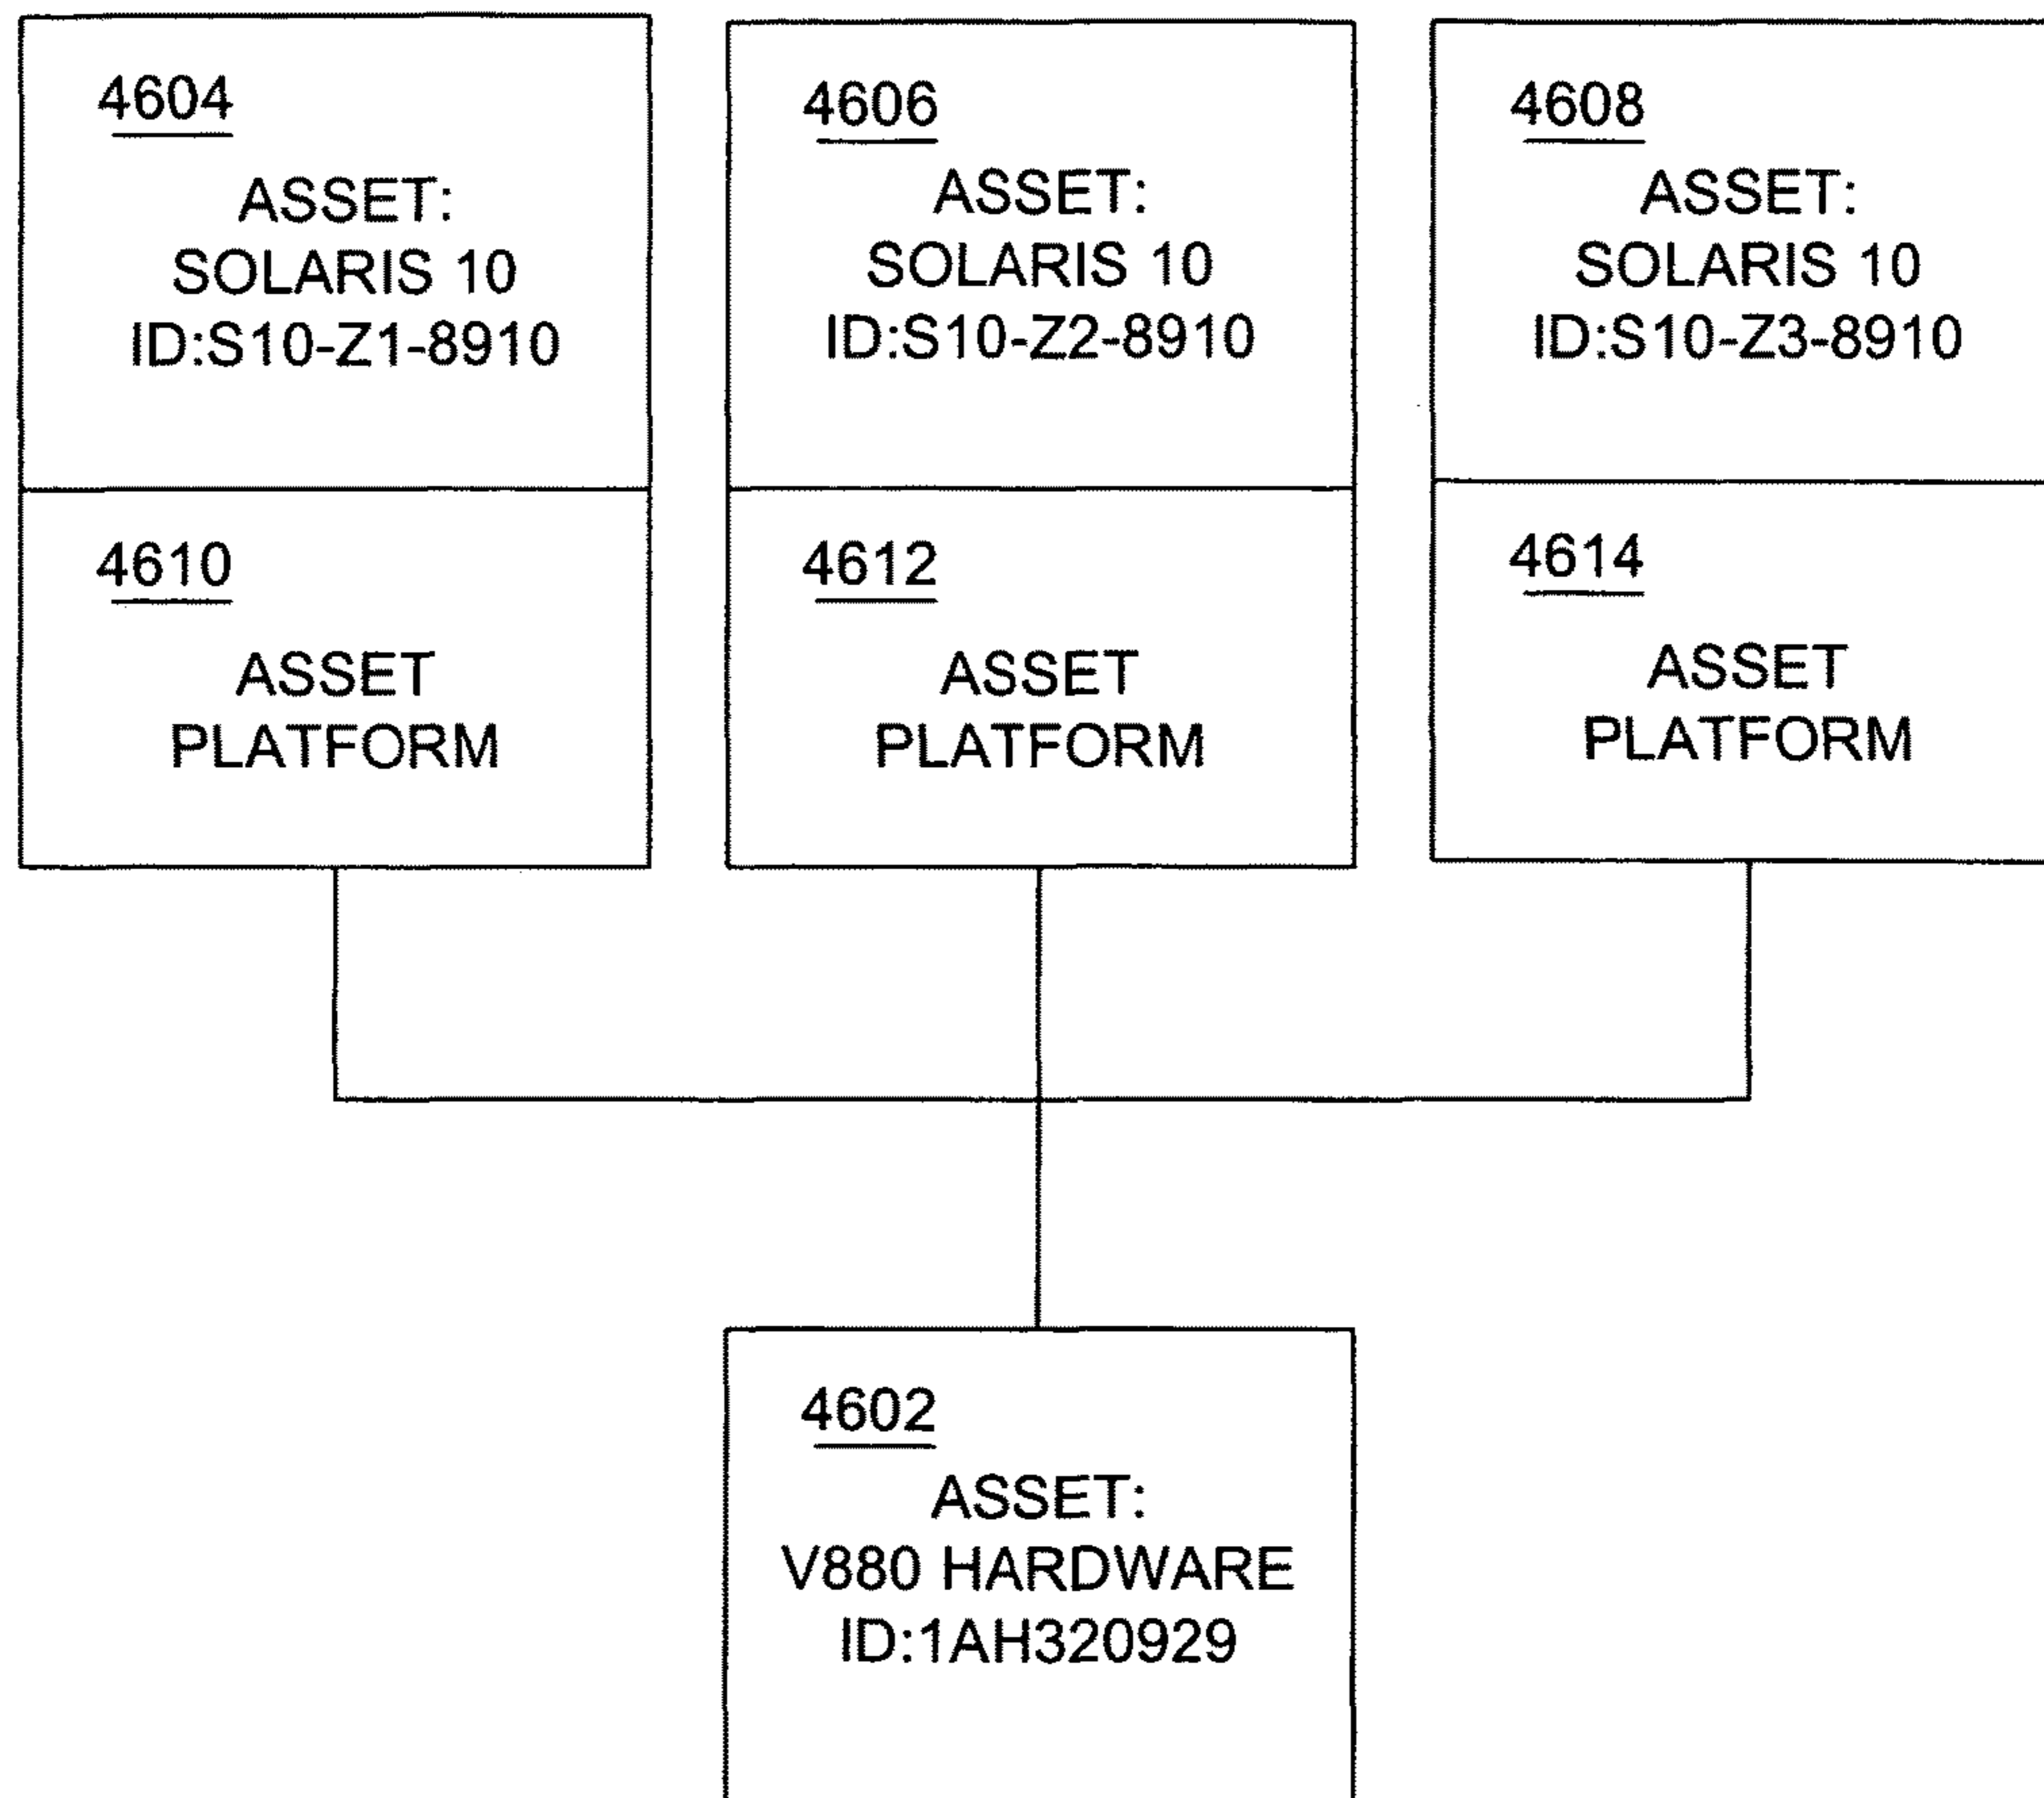 4604
ASSET:
SOLARIS 10
ID:S10-Z1-8910
4610
ASSET
PLATFORM
4606
ASSET:
SOLARIS 10
ID:S10-Z2-8910
4612
ASSET
PLATFORM
4608
ASSET:
SOLARIS 10
ID:S10-Z3-8910
4614
ASSET
PLATFORM
4602
ASSET:
V880 HARDWARE
ID:1AH320929